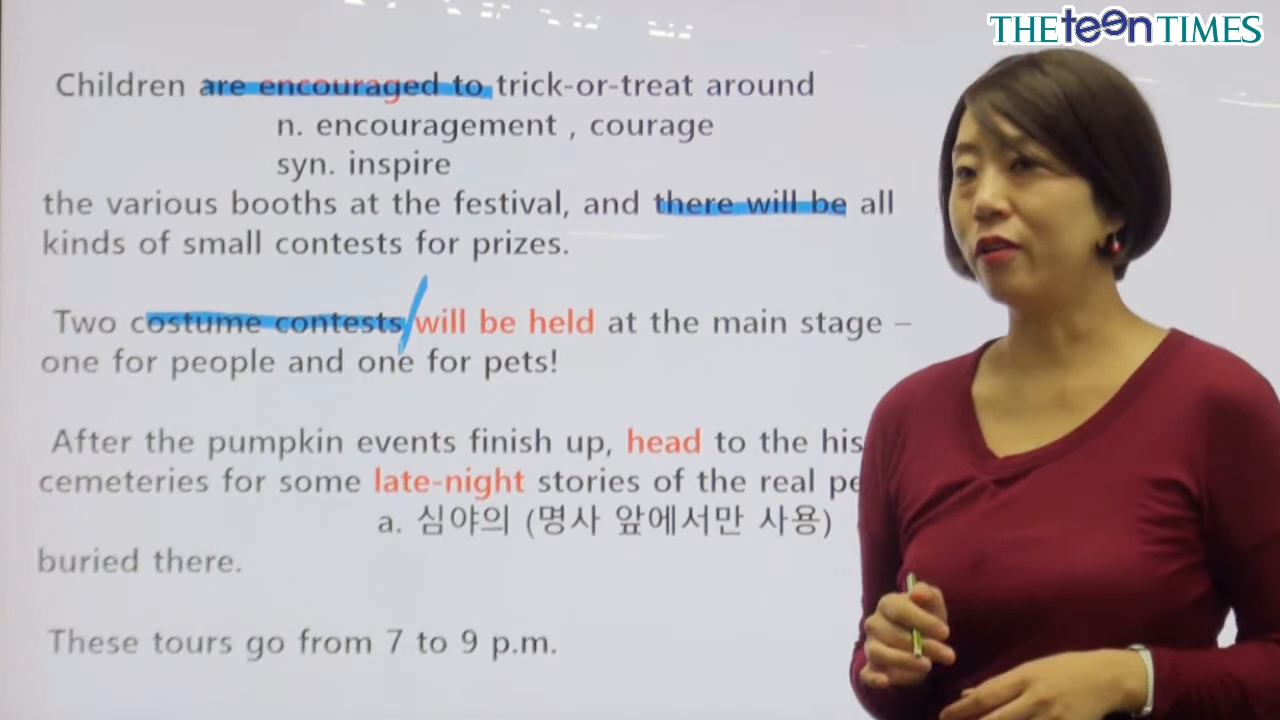 THE teen TIMES
Children are encouraged to trick-or-treat around
n. encouragement , courage
syn. inspire
the various booths at the festival, and there will be all
kinds of small contests for prizes.
Two costume contests will be held at the main stage –
one for people and one for pets!
After the pumpkin events finish up, head to the his
cemeteries for some late-night stories of the real pe
a. 심야의 (명사 앞에서만 사용)
buried there.
These tours go from 7 to 9 p.m.